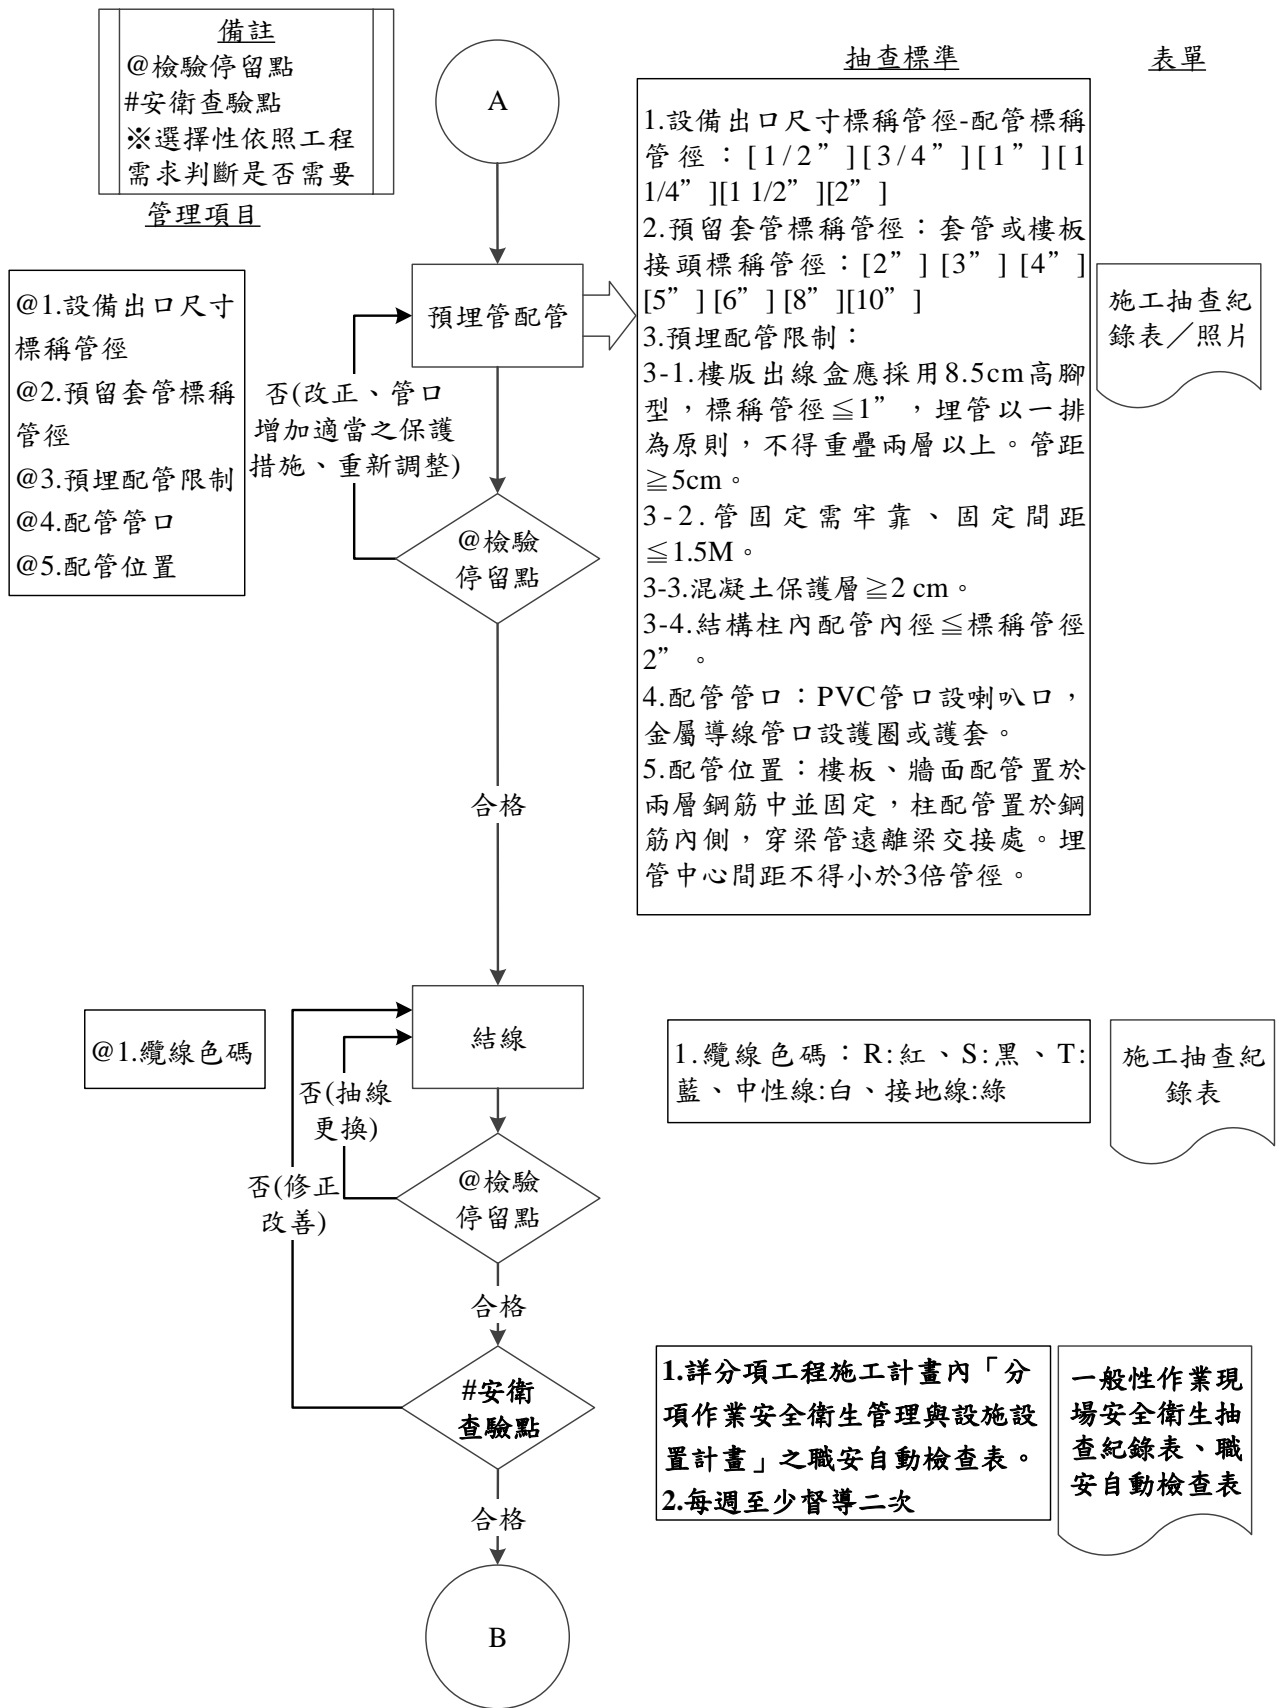 備註
@檢驗停留點
#安衛查驗點
※選擇性依照工程
需求判斷是否需要
管理項目
抽查標準
表單
A
@1.設備出口尺寸
標稱管徑
@2.預留套管標稱
管徑
@3.預埋配管限制
@4.配管管口
@5.配管位置
預埋管配管
否(改正、管口
增加適當之保護
措施、重新調整)
@檢驗
停留點
1.設備出口尺寸標稱管徑-配管標稱
管徑：[1/2”][3/4”][1”][1
1/4”][1 1/2”][2”]
2.預留套管標稱管徑：套管或樓板
接頭標稱管徑：[2”] [3”] [4”]
[5”] [6”] [8”][10”]
3.預埋配管限制：
3-1.樓版出線盒應採用8.5cm高腳
型，標稱管徑≦1”，埋管以一排
為原則，不得重疊兩層以上。管距
≧5cm。
3-2.管固定需牢靠、固定間距
≦1.5M。
3-3.混凝土保護層≧2 cm。
3-4.結構柱內配管內徑≦標稱管徑
2”。
4.配管管口：PVC管口設喇叭口，
金屬導線管口設護圈或護套。
5.配管位置：樓板、牆面配管置於
兩層鋼筋中並固定，柱配管置於鋼
筋內側，穿梁管遠離梁交接處。埋
管中心間距不得小於3倍管徑。
施工抽查紀
錄表／照片
合格
@1.纜線色碼
結線
否(抽線
更換)
否(修正
改善)
@檢驗
停留點
1.纜線色碼：R:紅、S:黑、T:
藍、中性線:白、接地線:綠
施工抽查紀
錄表
合格
#安衛
查驗點
1.詳分項工程施工計畫內「分
項作業安全衛生管理與設施設
置計畫」之職安自動檢查表。
2.每週至少督導二次
一般性作業現
場安全衛生抽
查紀錄表、職
安自動檢查表
合格
B